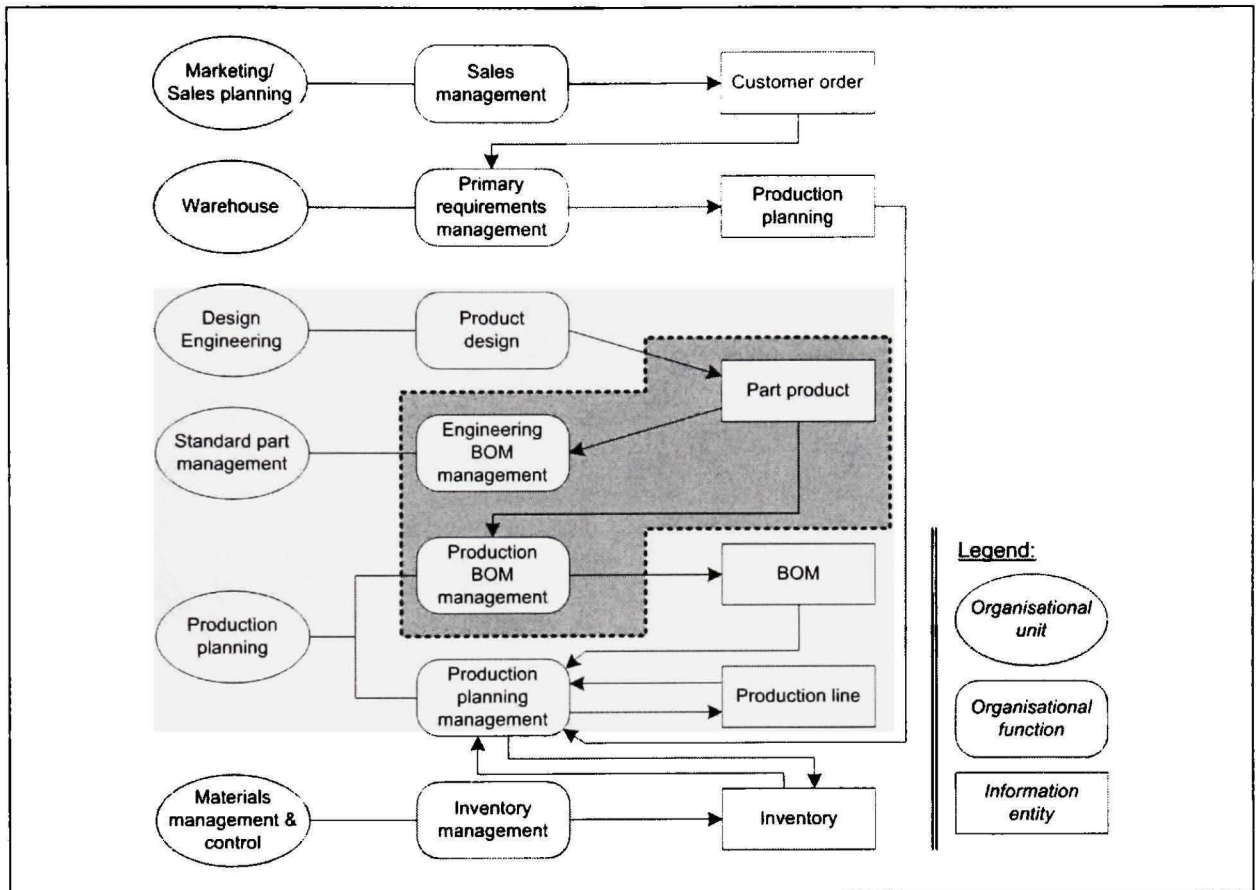 Marketing/
Sales planning
Sales
management
Customer order
Warehouse
Primary
requirements
management
Production
planning
Design
Engineering
Product
design
Part product
Standard part
management
Engineering
BOM
management
Production
BOM
management
BOM
Production
planning
Production
planning
management
Production line
Materials
management &
control
Inventory
management
Inventory
Legend:
Organisational
unit
Organisational
function
Information
entity